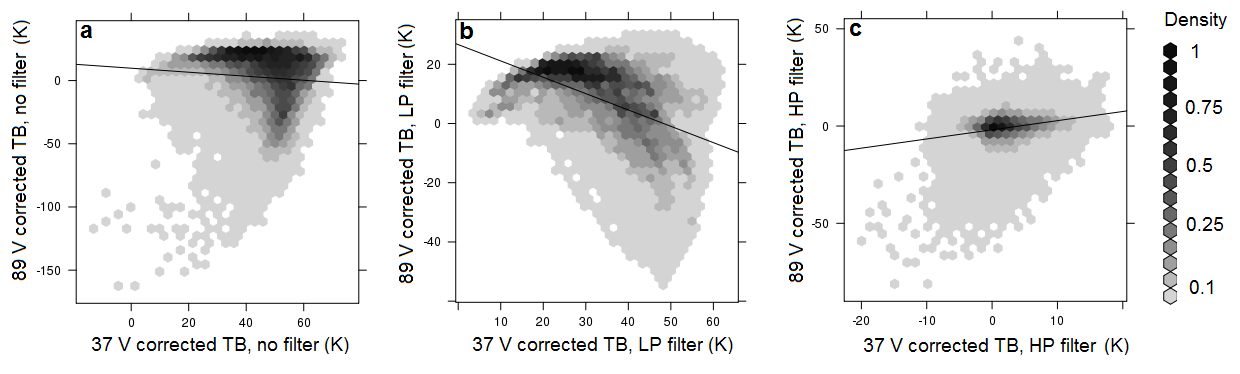 a
0
-50
-100
-150
0 20 40 60
89 V corrected TB, no filter (K)
37 V corrected TB, no filter (K)
b
20
0
-20
-40
10 20 30 40 50 60
89 V corrected TB, LP filter (K)
37 V corrected TB, LP filter (K)
c
50
0
-50
-20 -10 0 10 20
89 V corrected TB, HP filter (K)
37 V corrected TB, HP filter (K)
Density
1
0.75
0.5
0.25
0.1